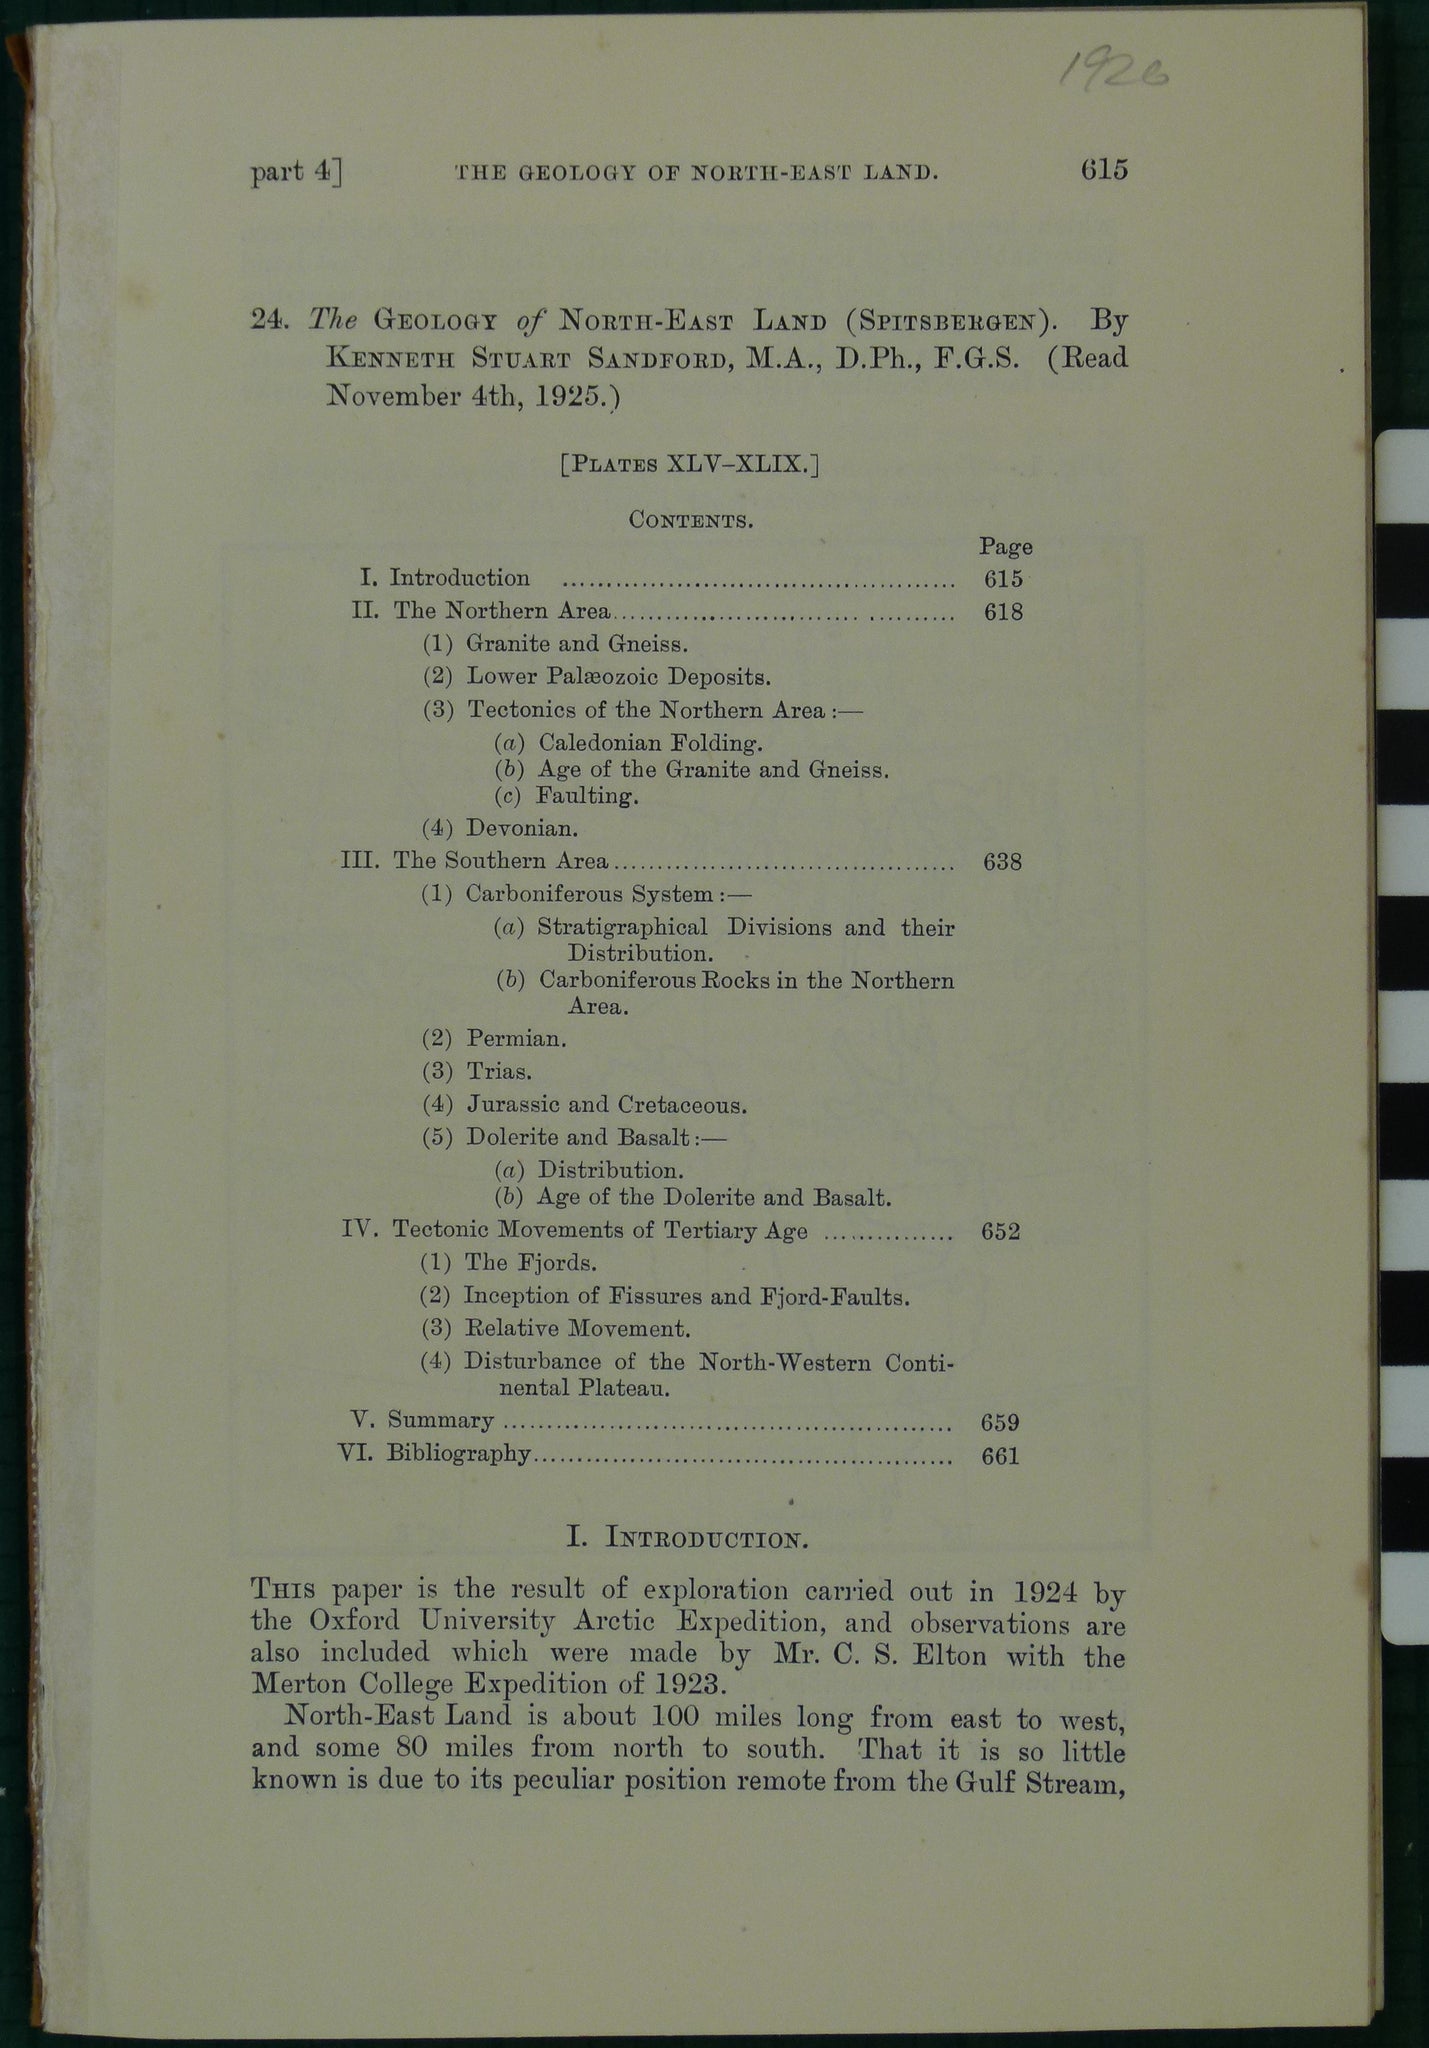 1926
part 4] THE GEOLOGY OF NORTH-EAST LAND. 615
24. The GEOLOGY of NORTH-EAST LAND (SPITSBERGEN). By
KENNETH STUART SANDFORD, M.A., D.Ph., F.G.S. (Read
November 4th, 1925.)
[PLATES XLV–XLIX.]
CONTENTS.
Page
I. Introduction ............................................. 615
II. The Northern Area....................................... 618
(1) Granite and Gneiss.
(2) Lower Palæozoic Deposits.
(3) Tectonics of the Northern Area :—
(a) Caledonian Folding.
(b) Age of the Granite and Gneiss.
(c) Faulting.
(4) Devonian.
III. The Southern Area....................................... 638
(1) Carboniferous System :—
(a) Stratigraphical Divisions and their
Distribution.
(b) Carboniferous Rocks in the Northern
Area.
(2) Permian.
(3) Trias.
(4) Jurassic and Cretaceous.
(5) Dolerite and Basalt :—
(a) Distribution.
(b) Age of the Dolerite and Basalt.
IV. Tectonic Movements of Tertiary Age ............... 652
(1) The Fjords.
(2) Inception of Fissures and Fjord-Faults.
(3) Relative Movement.
(4) Disturbance of the North-Western Conti-
nental Plateau.
V. Summary .................................................... 659
VI. Bibliography................................................ 661
I. INTRODUCTION.
THIS paper is the result of exploration carried out in 1924 by
the Oxford University Arctic Expedition, and observations are
also included which were made by Mr. C. S. Elton with the
Merton College Expedition of 1923.
North-East Land is about 100 miles long from east to west,
and some 80 miles from north to south. That it is so little
known is due to its peculiar position remote from the Gulf Stream,